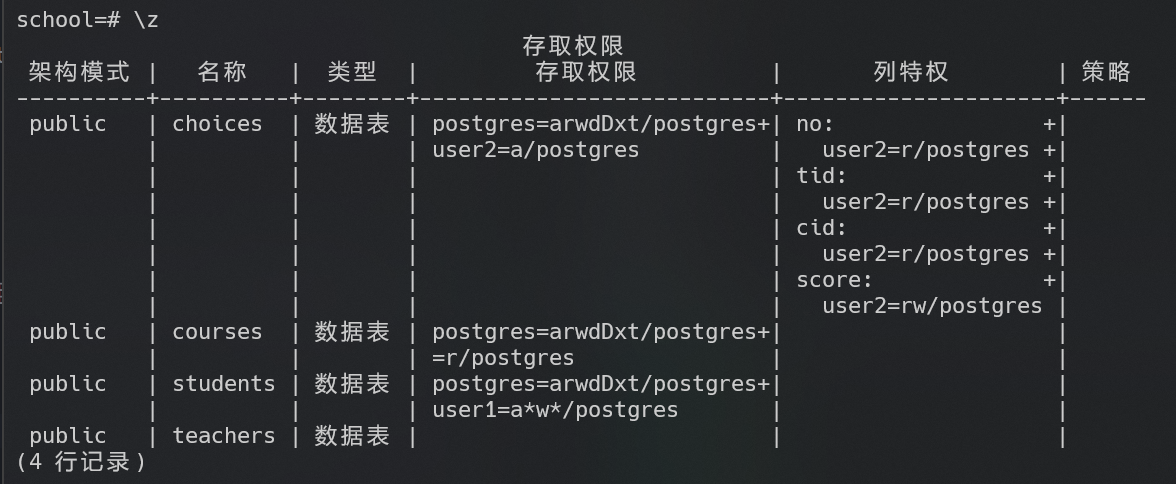 school=# \z
存取权限
架构模式 | 名称 | 类型 | 存取权限 | 列特权 | 策略
----------+----------+--------+---------------------------+---------------------+------
public | choices | 数据表 | postgres=arwdDxt/postgres+| no: +|
| | | user2=a/postgres | user2=r/postgres +|
| | | | tid: +|
| | | | user2=r/postgres +|
| | | | cid: +|
| | | | user2=r/postgres +|
| | | | score: +|
| | | | user2=rw/postgres |
public | courses | 数据表 | postgres=arwdDxt/postgres+| |
| | | =r/postgres | |
public | students | 数据表 | postgres=arwdDxt/postgres+| |
| | | user1=a*w*/postgres | |
public | teachers | 数据表 | | |
(4 行记录)